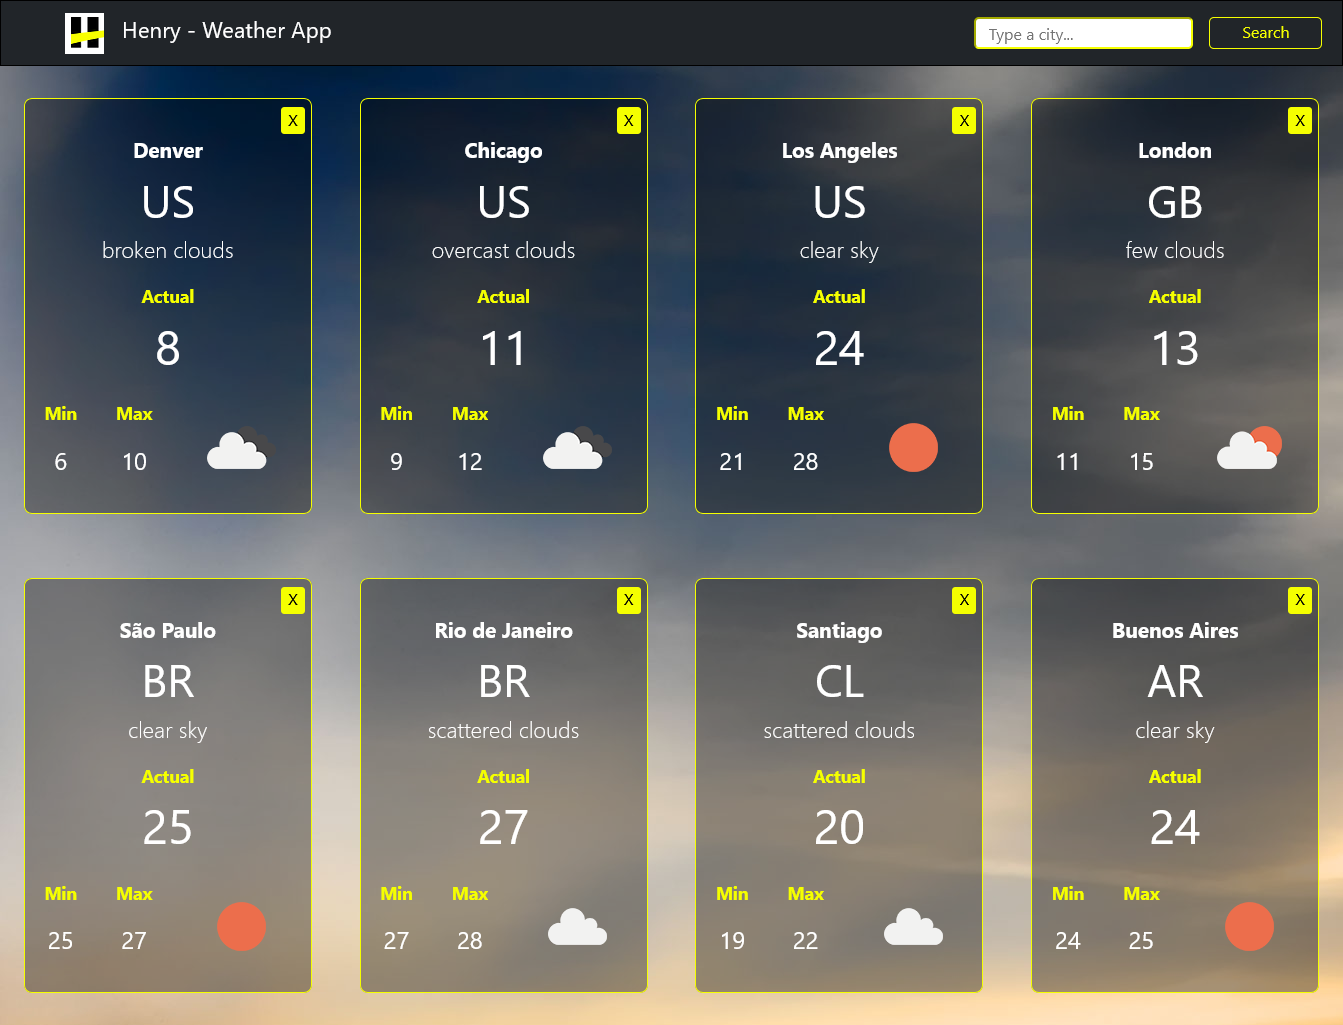 Henry - Weather App
Type a city...
Search
X
Denver
US
broken clouds
Actual
8
Min Max
6 10
X
Chicago
US
overcast clouds
Actual
11
Min Max
9 12
X
Los Angeles
US
clear sky
Actual
24
Min Max
21 28
X
London
GB
few clouds
Actual
13
Min Max
11 15
X
São Paulo
BR
clear sky
Actual
25
Min Max
25 27
X
Rio de Janeiro
BR
scattered clouds
Actual
27
Min Max
27 28
X
Santiago
CL
scattered clouds
Actual
20
Min Max
19 22
X
Buenos Aires
AR
clear sky
Actual
24
Min Max
24 25